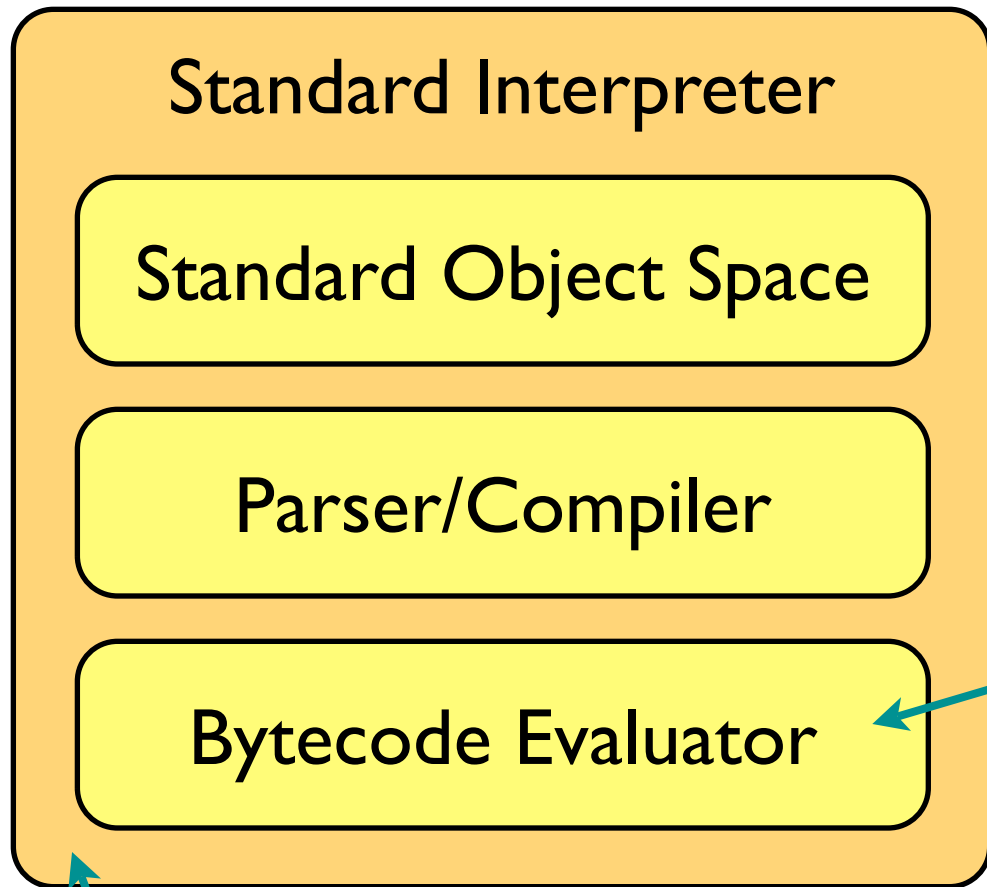 Standard Interpreter
Standard Object Space
Parser/Compiler
Bytecode Evaluator